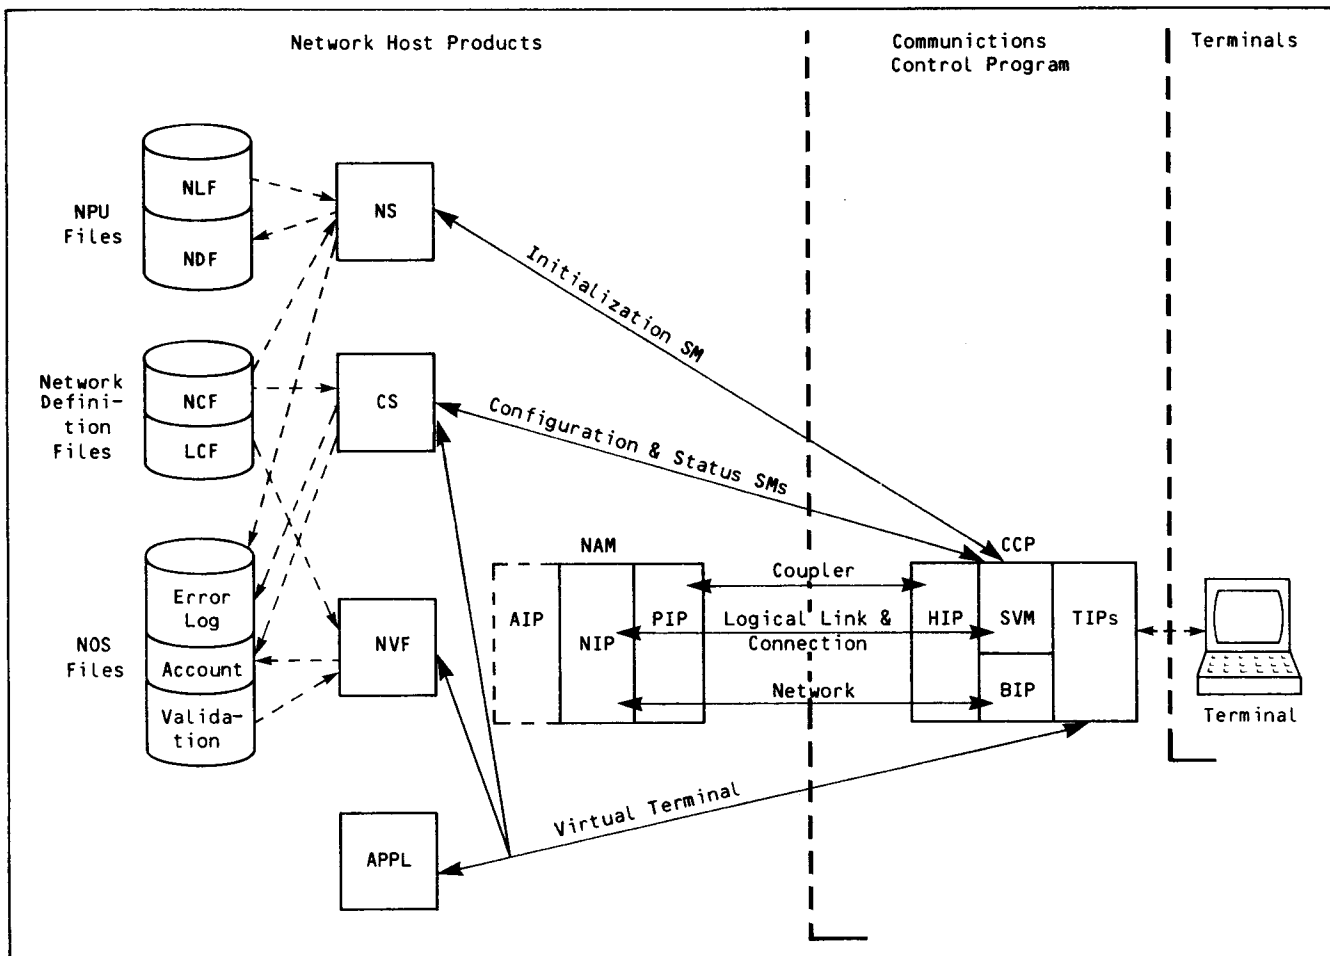 Network Host Products
Communictions
Control Program
Terminals
NPU
Files
NLF
NDF
NS
Initialization SM
Network
Defini-
tion
Files
NCF
LCF
CS
Configuration & Status SMs
NOS
Files
Error
Log
Account
Valida-
tion
NVF
NAM
AIP
NIP
PIP
Coupler
Logical Link &
Connection
Network
CCP
HIP
SVM
BIP
TIPs
Terminal
APPL
Virtual Terminal